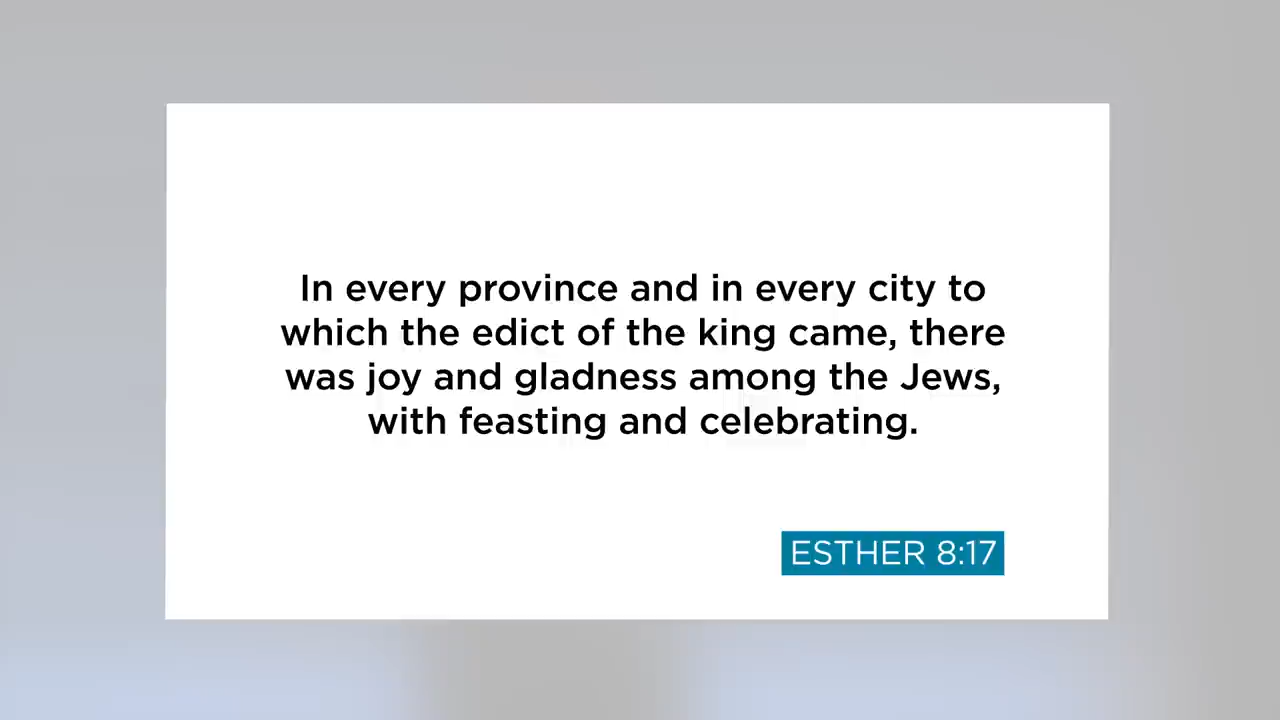 In every province and in every city to
which the edict of the king came, there
was joy and gladness among the Jews,
with feasting and celebrating.
ESTHER 8:17